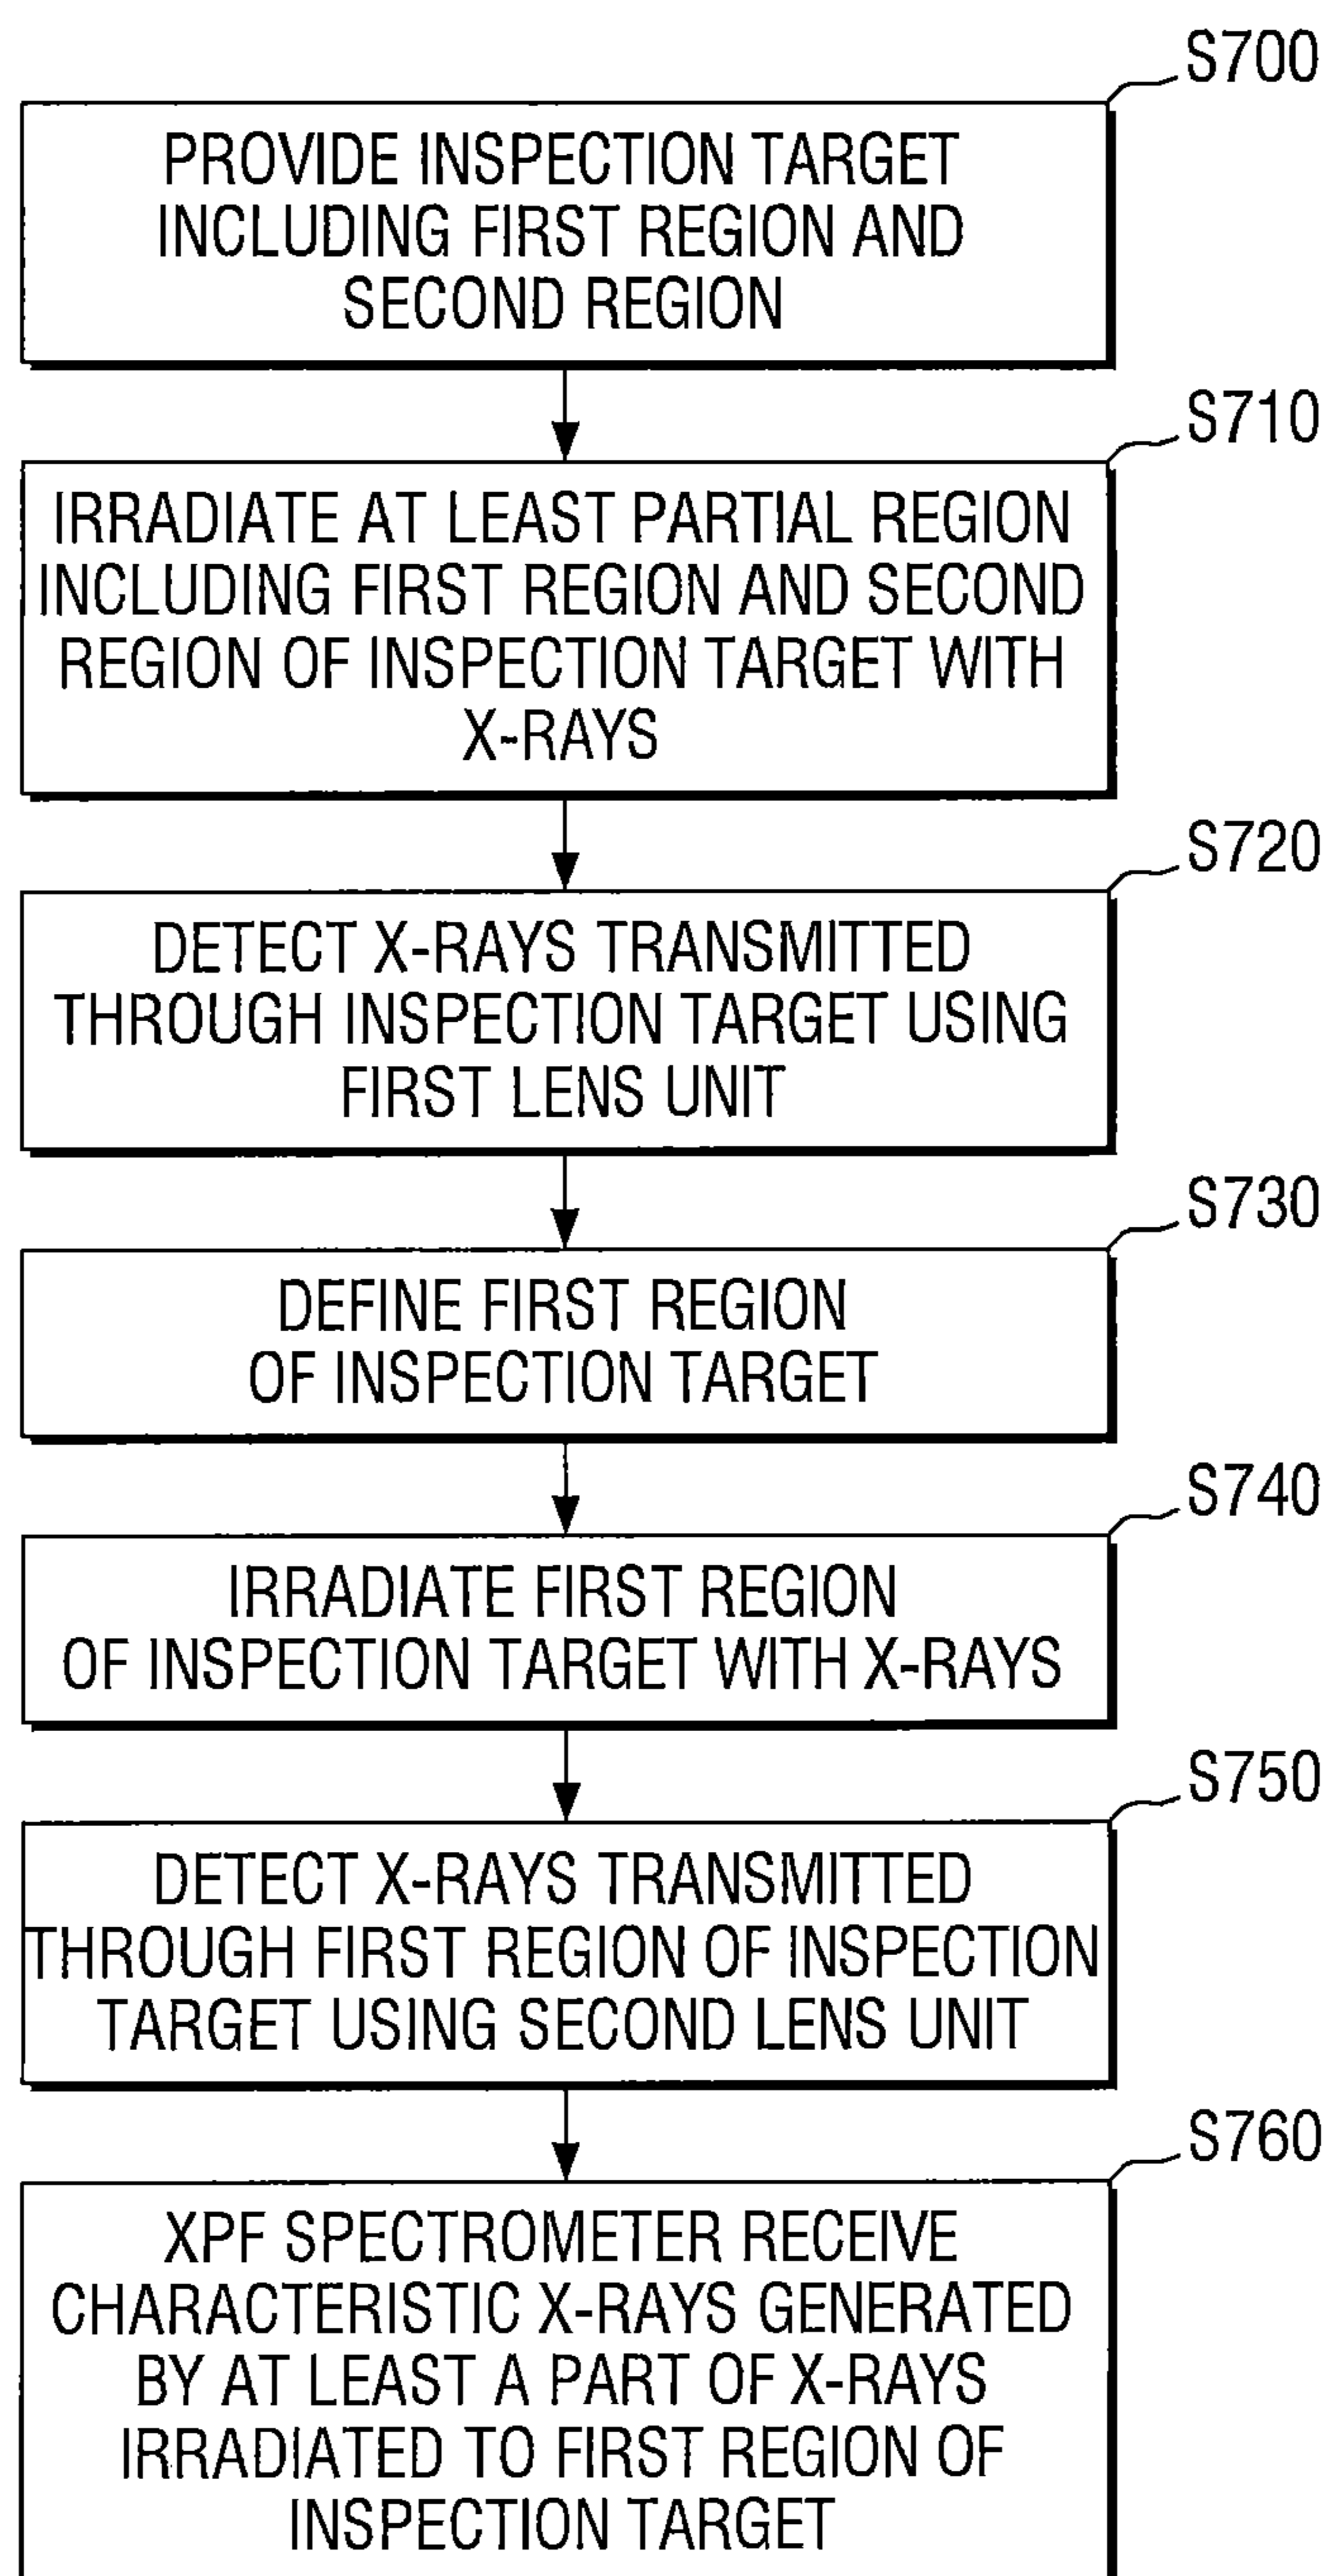 S700
PROVIDE INSPECTION TARGET
INCLUDING FIRST REGION AND
SECOND REGION
S710
IRRADIATE AT LEAST PARTIAL REGION
INCLUDING FIRST REGION AND SECOND
REGION OF INSPECTION TARGET WITH
X-RAYS
S720
DETECT X-RAYS TRANSMITTED
THROUGH INSPECTION TARGET USING
FIRST LENS UNIT
S730
DEFINE FIRST REGION
OF INSPECTION TARGET
S740
IRRADIATE FIRST REGION
OF INSPECTION TARGET WITH X-RAYS
S750
DETECT X-RAYS TRANSMITTED
THROUGH FIRST REGION OF INSPECTION
TARGET USING SECOND LENS UNIT
S760
XPF SPECTROMETER RECEIVE
CHARACTERISTIC X-RAYS GENERATED
BY AT LEAST A PART OF X-RAYS
IRRADIATED TO FIRST REGION OF
INSPECTION TARGET